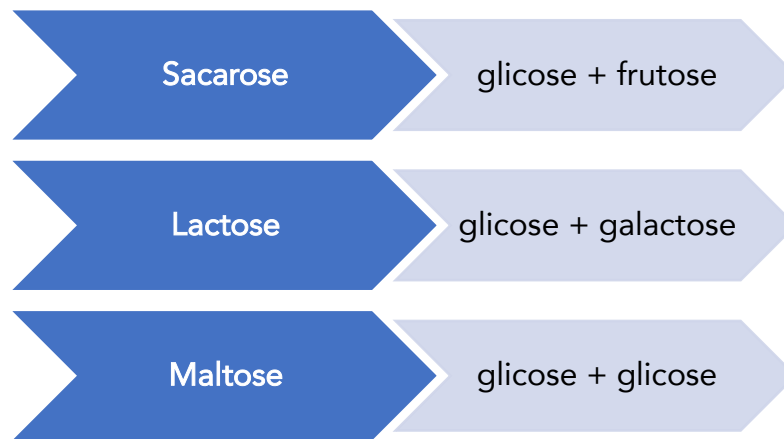 Sacarose
glicose + frutose
Lactose
glicose + galactose
Maltose
glicose + glicose